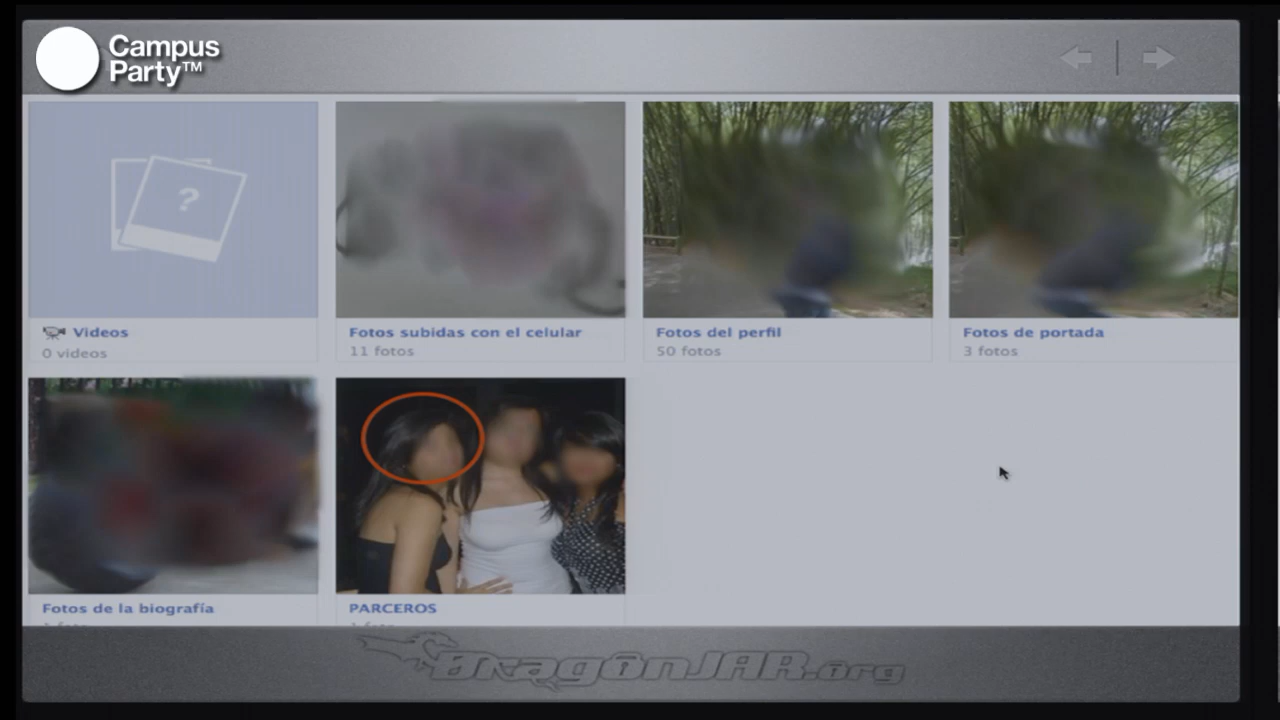 Campus
Party™
Videos
0 videos
Fotos subidas con el celular
11 fotos
Fotos del perfil
50 fotos
Fotos de portada
3 fotos
Fotos de la biografía
PARCEROS
DragonJAR.org